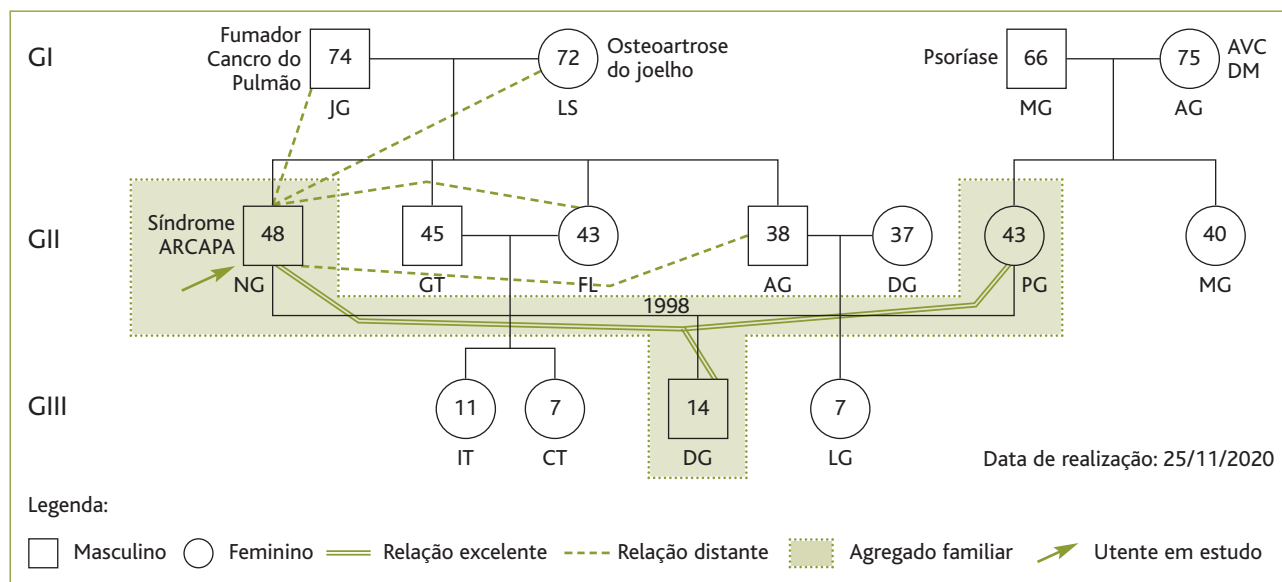 GI
Fumador
Cancro do
Pulmão
74
JG
72
LS
Osteoartrose
do joelho
Psoríase
66
MG
75
AG
AVC
DM
GII
Síndrome
ARCAPA
48
NG
45
GT
43
FL
38
AG
37
DG
43
PG
40
MG
1998
GIII
11
IT
7
CT
14
DG
7
LG
Data de realização: 25/11/2020
Legenda:
Masculino Feminino Relação excelente Relação distante Agregado familiar Utente em estudo